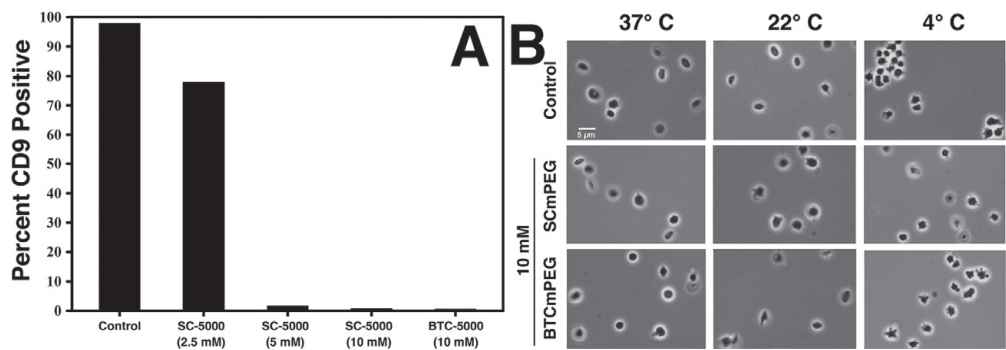 A
Percent CD9 Positive
100
90
80
70
60
50
40
30
20
10
0
Control
SC-5000
(2.5 mM)
SC-5000
(5 mM)
SC-5000
(10 mM)
BTC-5000
(10 mM)
B
37° C
22° C
4° C
Control
10 mM
SCmPEG
BTCmPEG
5 µm